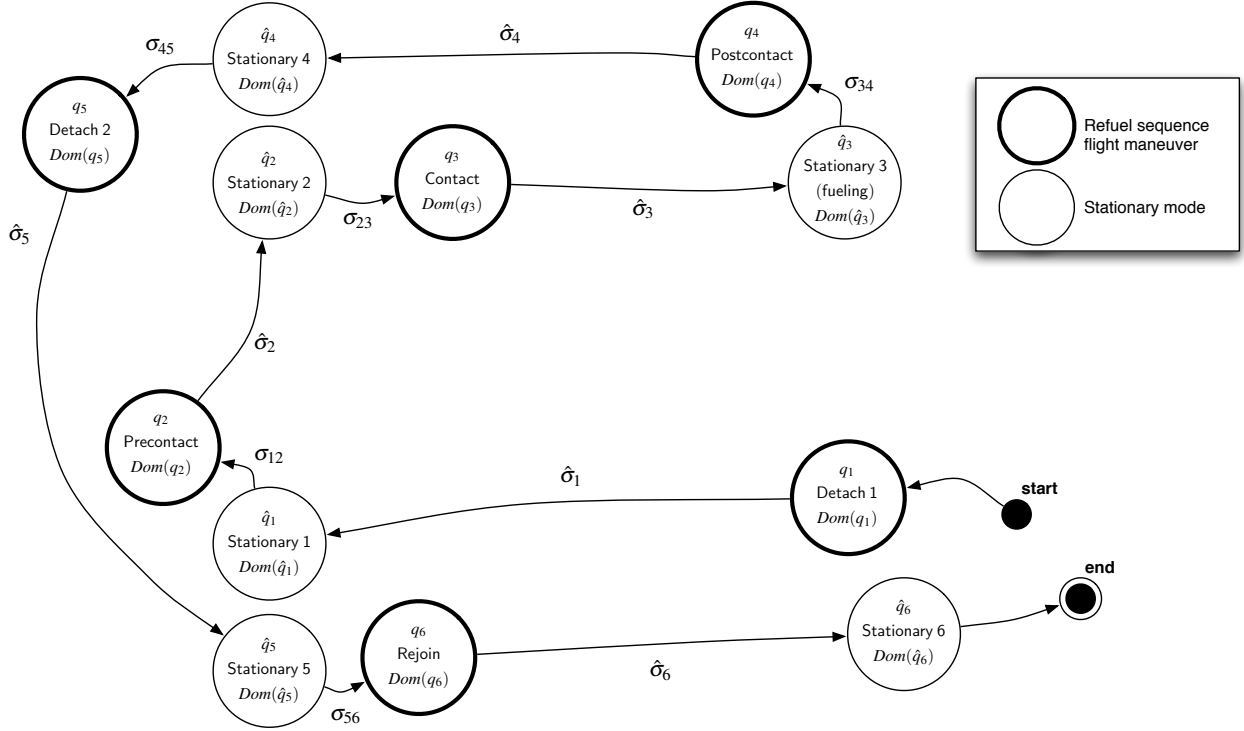 q̂₄
Stationary 4
Dom(q̂₄)
σ̂₄
q₄
Postcontact
Dom(q₄)
σ₄₅
σ₃₄
q₅
Detach 2
Dom(q₅)
q̂₂
Stationary 2
Dom(q̂₂)
σ₂₃
q₃
Contact
Dom(q₃)
σ̂₃
q̂₃
Stationary 3
(fueling)
Dom(q̂₃)
Refuel sequence
flight maneuver
Stationary mode
σ̂₅
σ̂₂
q₂
Precontact
Dom(q₂)
σ₁₂
σ̂₁
q₁
Detach 1
Dom(q₁)
start
q̂₁
Stationary 1
Dom(q̂₁)
end
q̂₅
Stationary 5
Dom(q̂₅)
σ₅₆
q₆
Rejoin
Dom(q₆)
σ̂₆
q̂₆
Stationary 6
Dom(q̂₆)